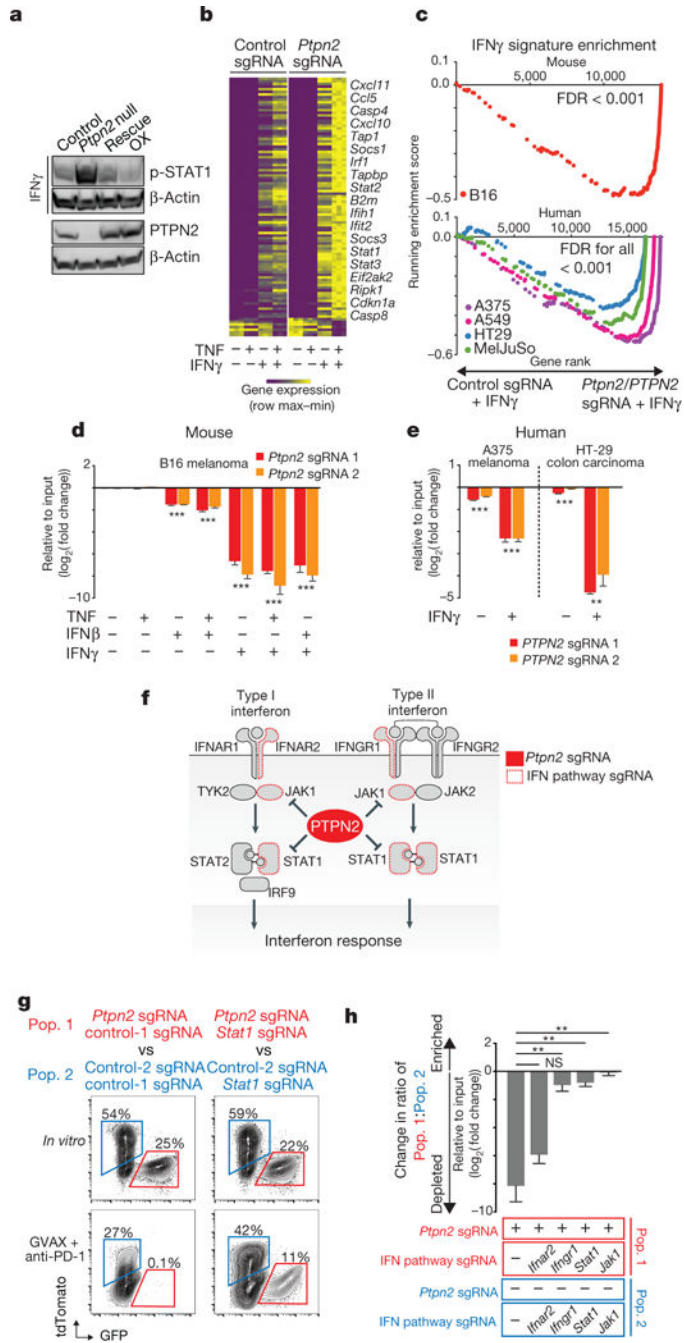 a
Control
Ptpn2 null
Rescue
OX
IFNγ
p-STAT1
β-Actin
PTPN2
β-Actin
b
Control
sgRNA
Ptpn2
sgRNA
Cxcl11
Ccl5
Casp4
Cxcl10
Tap1
Socs1
Irf1
Tapbp
Stat2
B2m
Ifih1
Ifit2
Socs3
Stat1
Stat3
Eif2ak2
Ripk1
Cdkn1a
Casp8
TNF − + − + − + − +
IFNγ − − + + − − + +
Gene expression
(row max–min)
c
IFNγ signature enrichment
Mouse
0.1
5,000 10,000
0.0
FDR < 0.001
−0.5
B16
Running enrichment score
Human
0.1
5,000 10,000 15,000
0.0
FDR for all
< 0.001
A375
A549
HT29
MelJuSo
−0.6
Gene rank
Control sgRNA
+ IFNγ
Ptpn2/PTPN2
sgRNA + IFNγ
d
Mouse
B16 melanoma
Ptpn2 sgRNA 1
Ptpn2 sgRNA 2
2
−10
Relative to input
(log2(fold change))
*** *** *** *** ***
TNF − + − + − + −
IFNβ − − + + − − +
IFNγ − − − − + + +
e
Human
A375
melanoma
HT-29
colon carcinoma
1
−5
relative to input
(log2(fold change))
*** *** *** **
IFNγ − + − +
PTPN2 sgRNA 1
PTPN2 sgRNA 2
f
Type I
interferon
Type II
interferon
IFNAR1 IFNAR2 IFNGR1 IFNGR2
Ptpn2 sgRNA
IFN pathway sgRNA
TYK2 JAK1 JAK1 JAK2
PTPN2
STAT2 STAT1 STAT1 STAT1
IRF9
Interferon response
g
Pop. 1
Ptpn2 sgRNA
control-1 sgRNA
Ptpn2 sgRNA
Stat1 sgRNA
vs vs
Pop. 2
Control-2 sgRNA
control-1 sgRNA
Control-2 sgRNA
Stat1 sgRNA
In vitro
54%
25%
59%
22%
GVAX +
anti-PD-1
27%
0.1%
42%
11%
tdTomato
GFP
h
**
**
**
NS
Enriched
Depleted
Change in ratio of
Pop. 1:Pop. 2
Relative to input
(log2(fold change))
2
−10
Ptpn2 sgRNA + + + + +
IFN pathway sgRNA − Ifnar2 Ifngr1 Stat1 Jak1
Pop. 1
Ptpn2 sgRNA − − − − −
IFN pathway sgRNA − Ifnar2 Ifngr1 Stat1 Jak1
Pop. 2